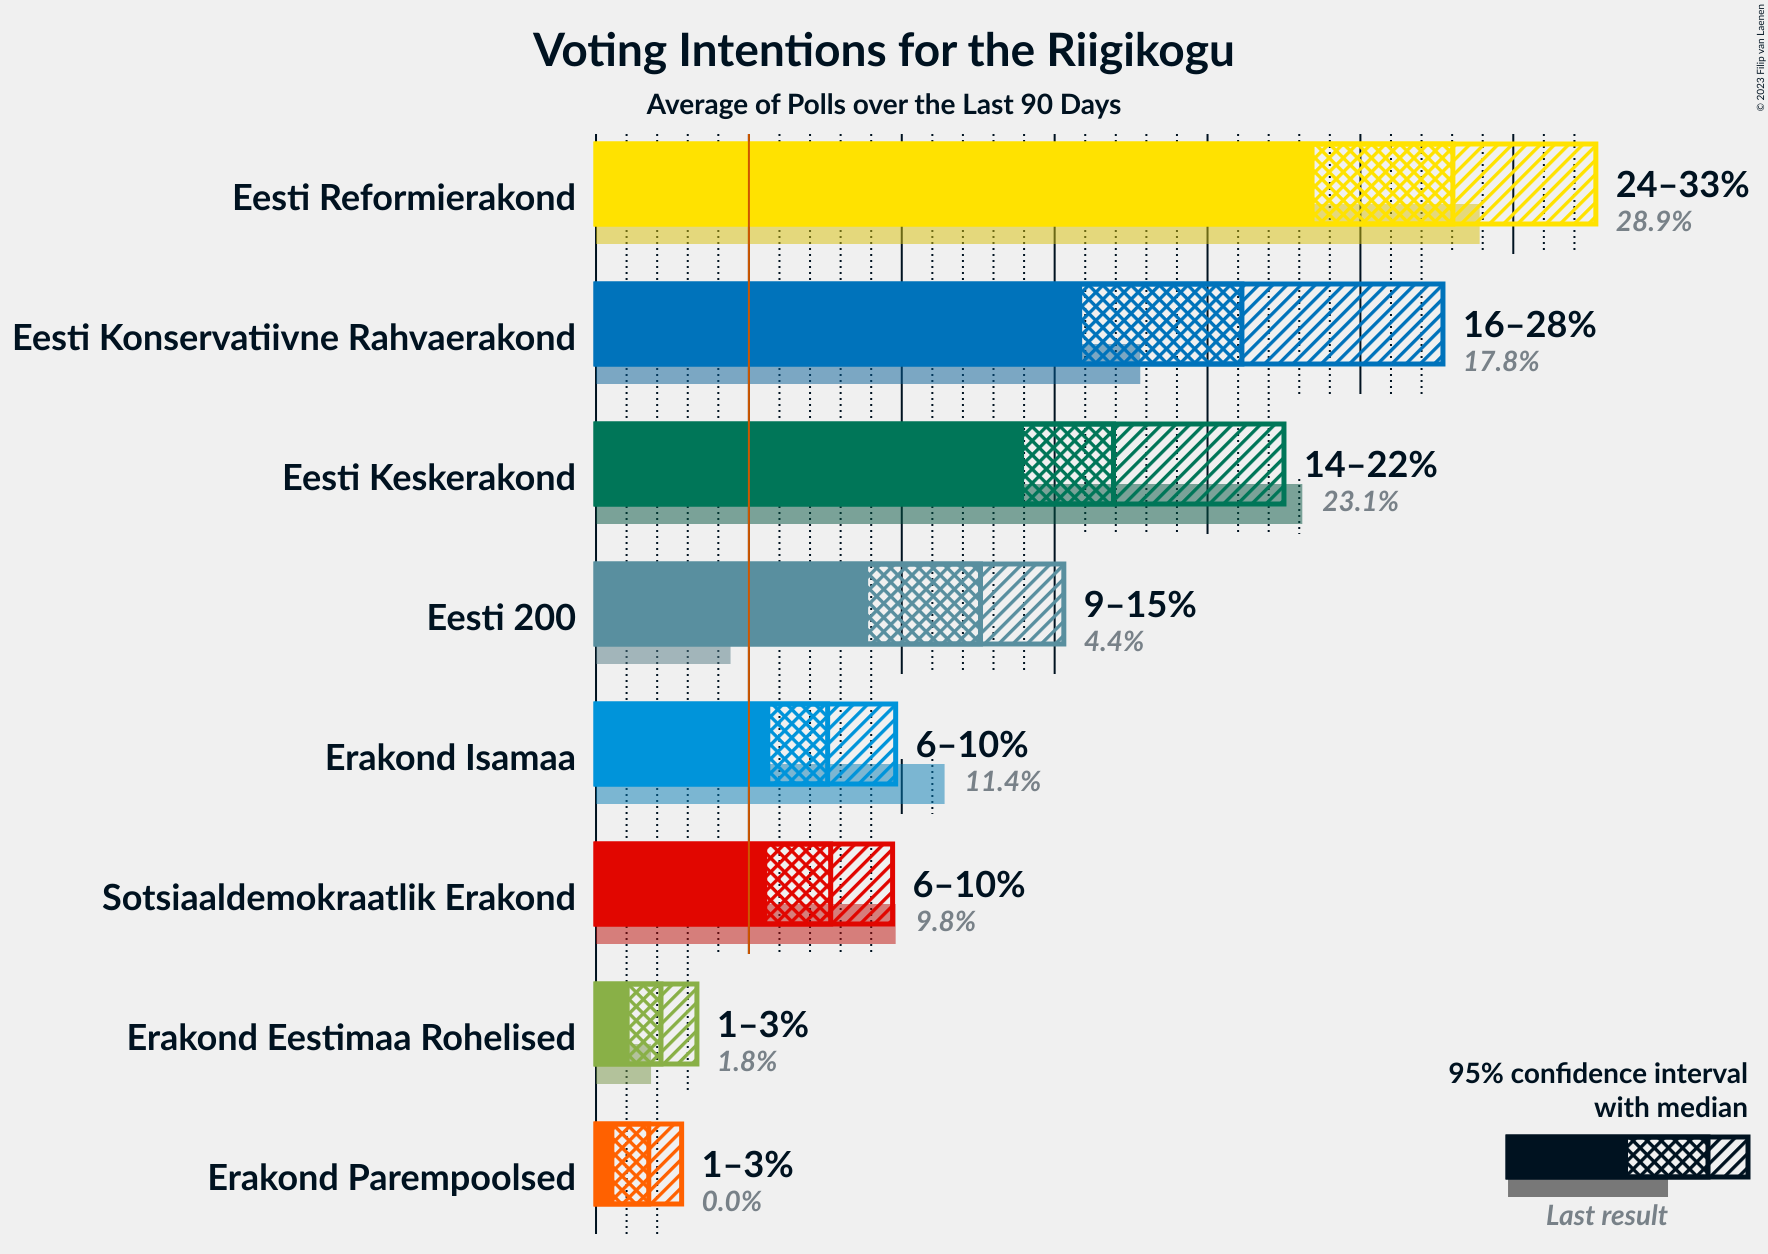 © 2023 Filip van Laenen
Voting Intentions for the Riigikogu
Average of Polls over the Last 90 Days
Eesti Reformierakond
24–33%
28.9%
Eesti Konservatiivne Rahvaerakond
16–28%
17.8%
Eesti Keskerakond
14–22%
23.1%
Eesti 200
9–15%
4.4%
Erakond Isamaa
6–10%
11.4%
Sotsiaaldemokraatlik Erakond
6–10%
9.8%
Erakond Eestimaa Rohelised
1–3%
1.8%
Erakond Parempoolsed
1–3%
0.0%
95% confidence interval
with median
Last result